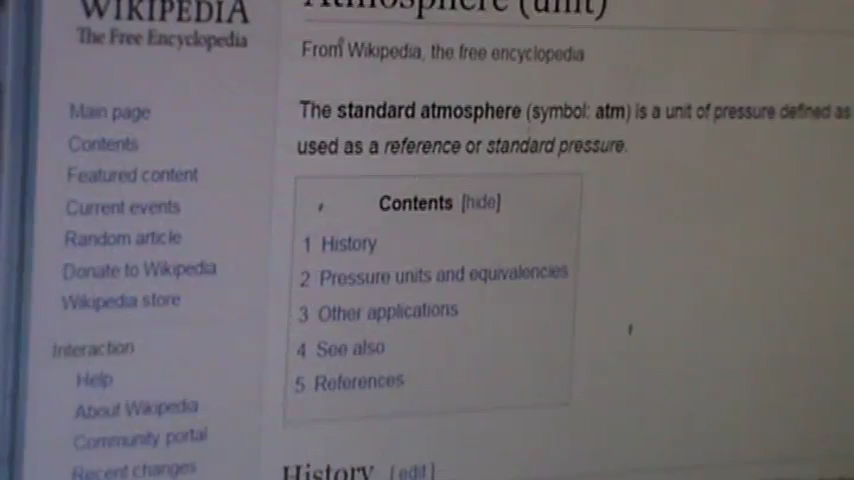 WIKIPEDIA
The Free Encyclopedia
Main page
Contents
Featured content
Current events
Random article
Donate to Wikipedia
Wikipedia store
Interaction
Help
About Wikipedia
Community portal
Recent changes
Atmosphere (unit)
From Wikipedia, the free encyclopedia
The standard atmosphere (symbol: atm) is a unit of pressure defined as
used as a reference or standard pressure.
Contents [hide]
1 History
2 Pressure units and equivalencies
3 Other applications
4 See also
5 References
History [edit]